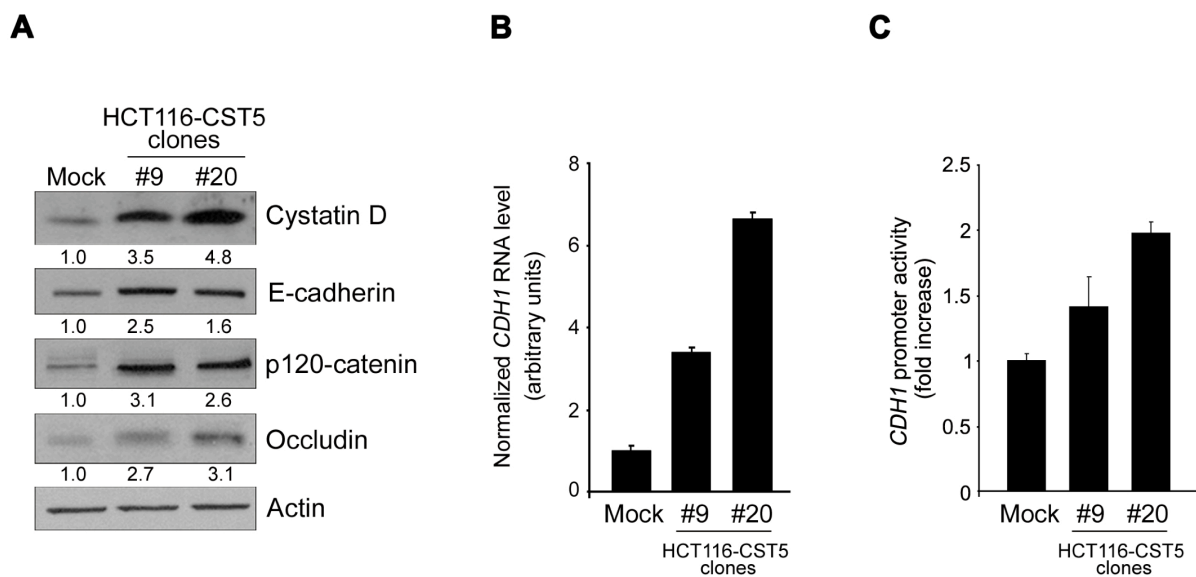 A
HCT116-CST5
clones
Mock #9 #20
Cystatin D
1.0 3.5 4.8
E-cadherin
1.0 2.5 1.6
p120-catenin
1.0 3.1 2.6
Occludin
1.0 2.7 3.1
Actin
B
Normalized CDH1 RNA level
(arbitrary units)
8
6
4
2
0
Mock #9 #20
HCT116-CST5
clones
C
CDH1 promoter activity
(fold increase)
2.5
2
1.5
1
0.5
0
Mock #9 #20
HCT116-CST5
clones